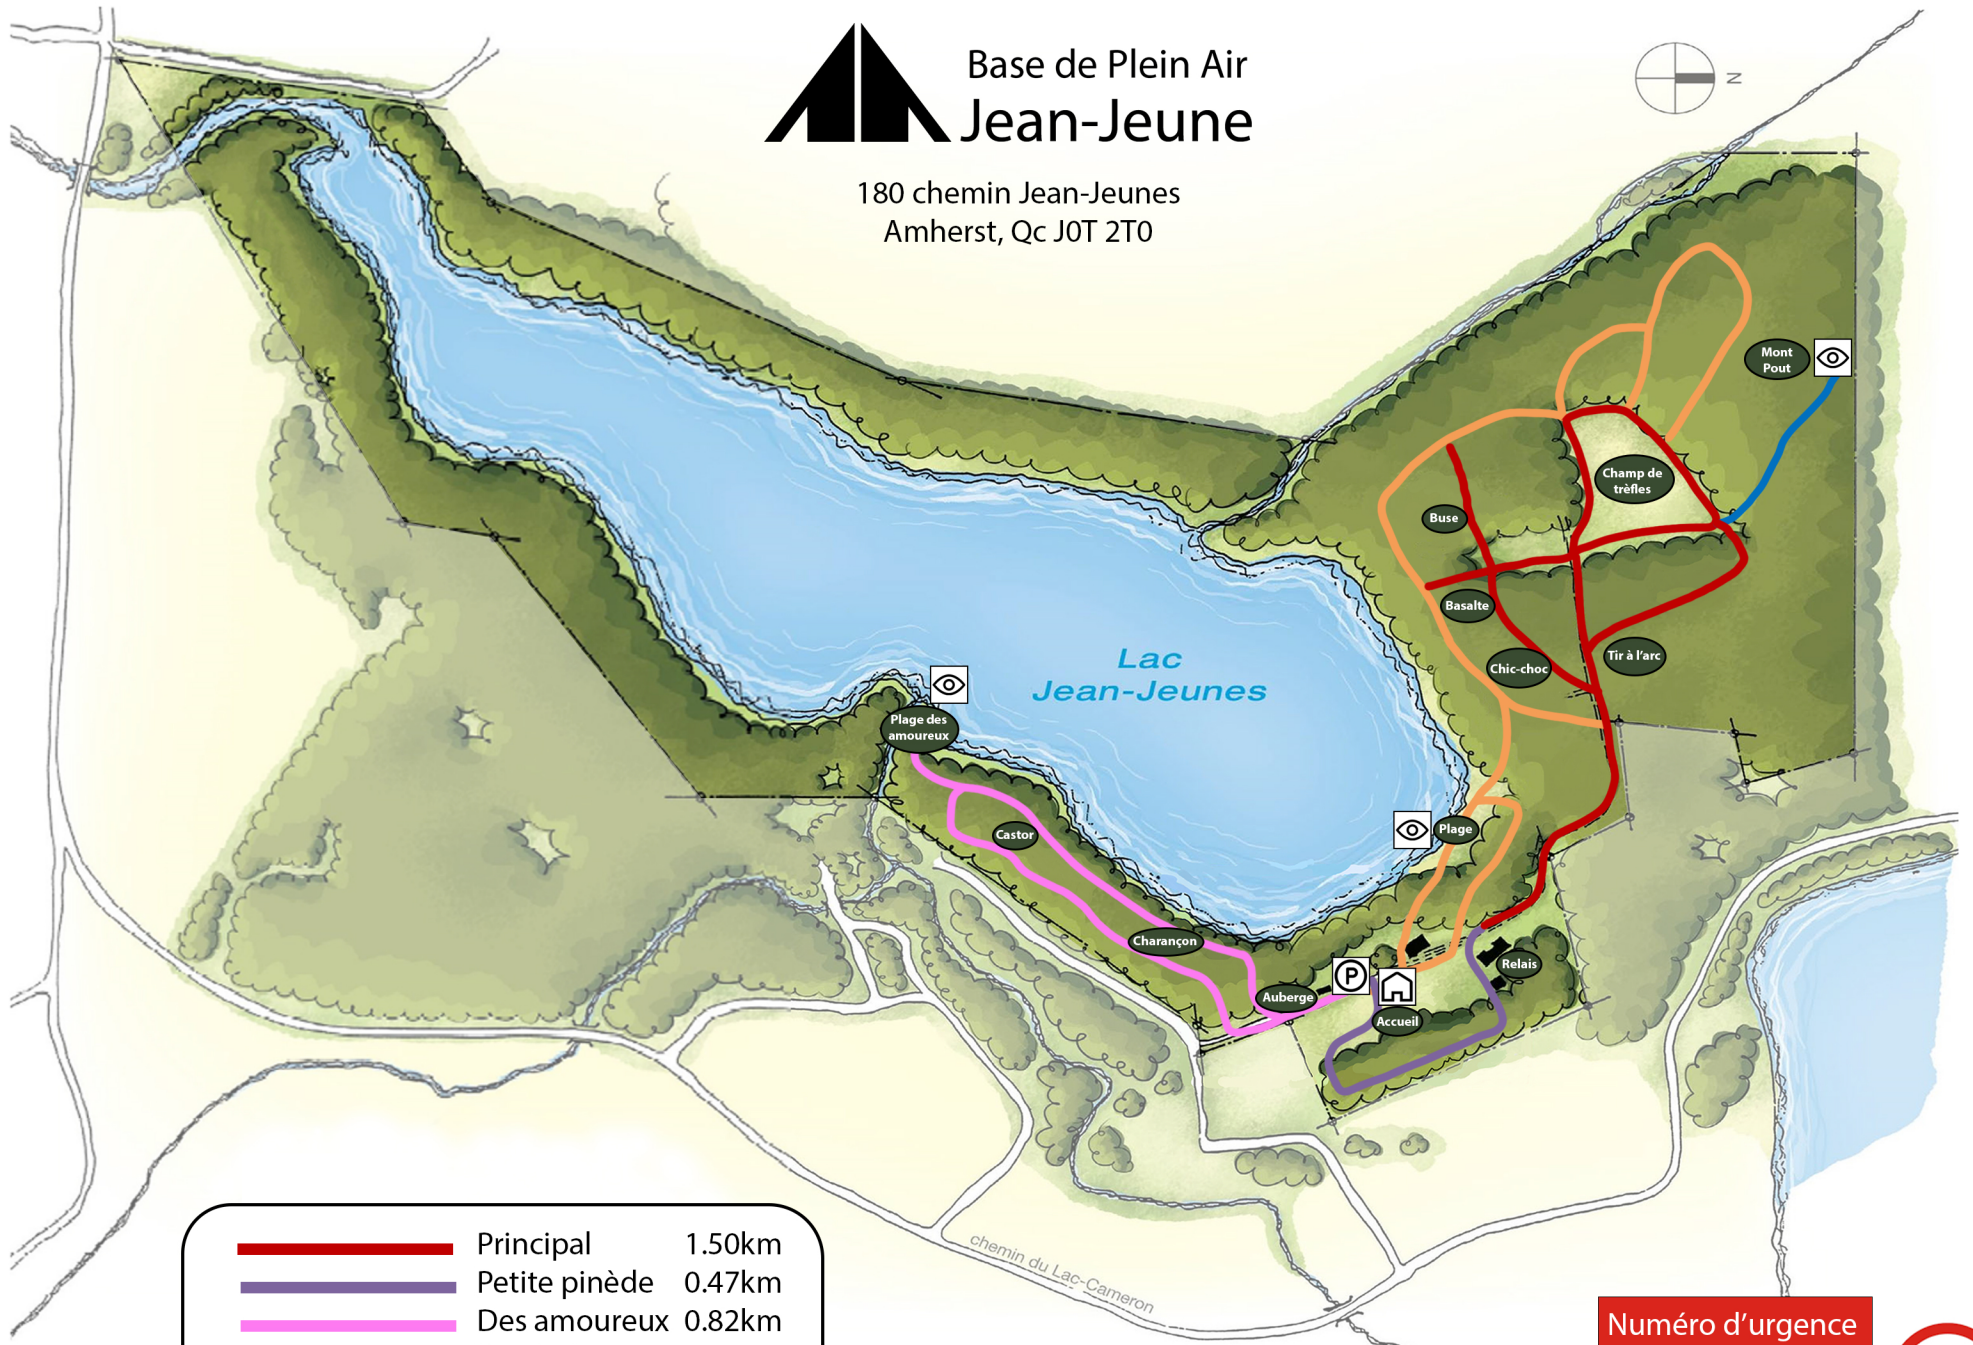 Base de Plein Air
Jean-Jeune
180 chemin Jean-Jeunes
Amherst, Qc J0T 2T0
N
Mont
Pout
Champ de
trèfles
Buse
Basalte
Chic-choc
Tir à l'arc
Lac
Jean-Jeunes
Plage des
amoureux
Castor
Plage
Charançon
P
Relais
Auberge
Accueil
chemin du Lac-Cameron
Principal 1.50km
Petite pinède 0.47km
Des amoureux 0.82km
Numéro d'urgence